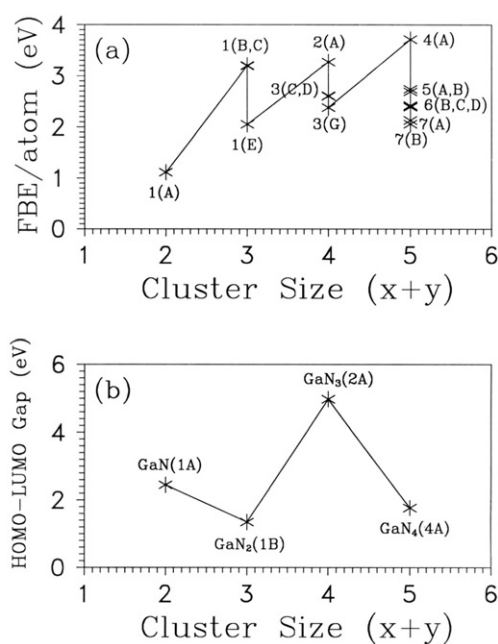 (a)
FBE/atom (eV)
4
3
2
1
0
1(A)
1(B,C)
1(E)
2(A)
3(C,D)
3(G)
4(A)
5(A,B)
6(B,C,D)
7(A)
7(B)
1 2 3 4 5 6
Cluster Size (x+y)
(b)
HOMO-LUMO Gap (eV)
6
4
2
0
GaN(1A)
GaN₂(1B)
GaN₃(2A)
GaN₄(4A)
1 2 3 4 5 6
Cluster Size (x+y)